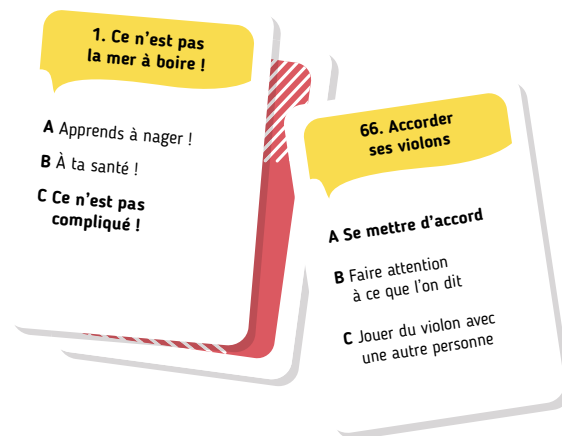 1. Ce n’est pas
la mer à boire !
A Apprends à nager !
B À ta santé !
C Ce n’est pas
compliqué !
66. Accorder
ses violons
A Se mettre d’accord
B Faire attention
à ce que l’on dit
C Jouer du violon avec
une autre personne